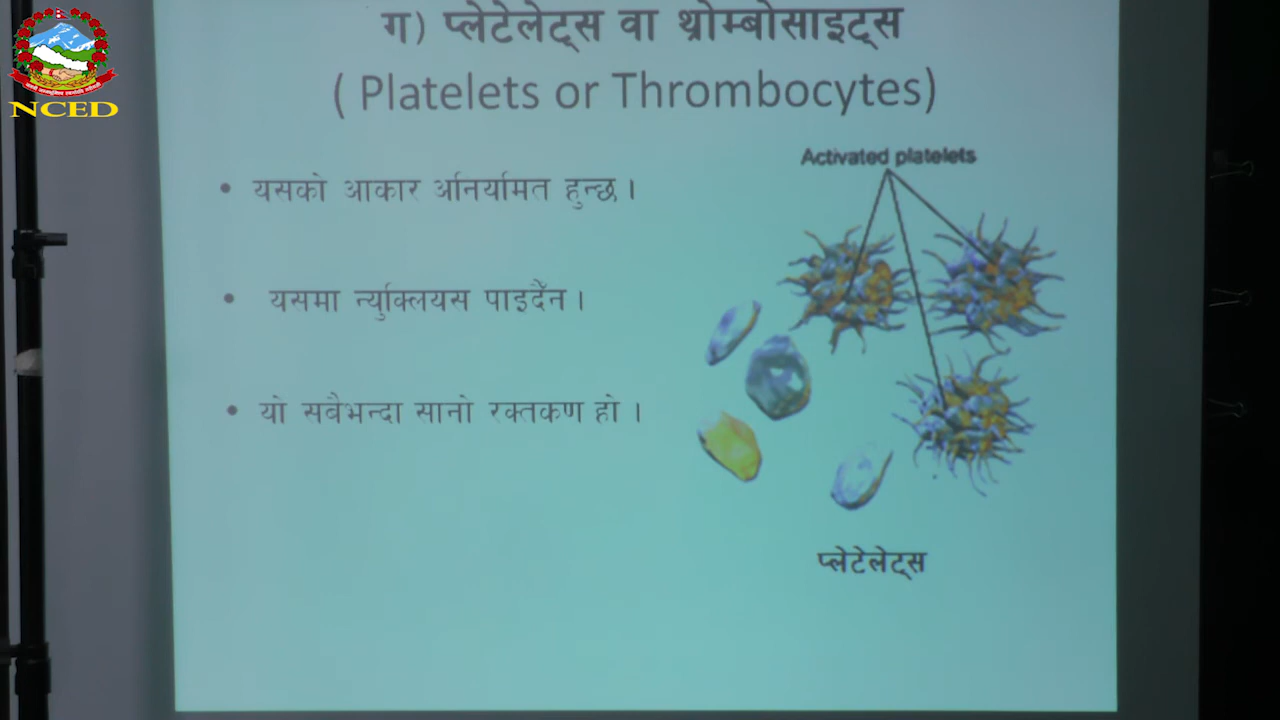 ग) प्लेटेलेट्स वा थ्रोम्बोसाइट्स
( Platelets or Thrombocytes)
Activated platelets
• यसको आकार अनियमित हुन्छ ।
• यसमा न्युक्लियस पाइदैँन ।
• यो सबैभन्दा सानो रक्तकण हो ।
प्लेटेलेट्स
NCED